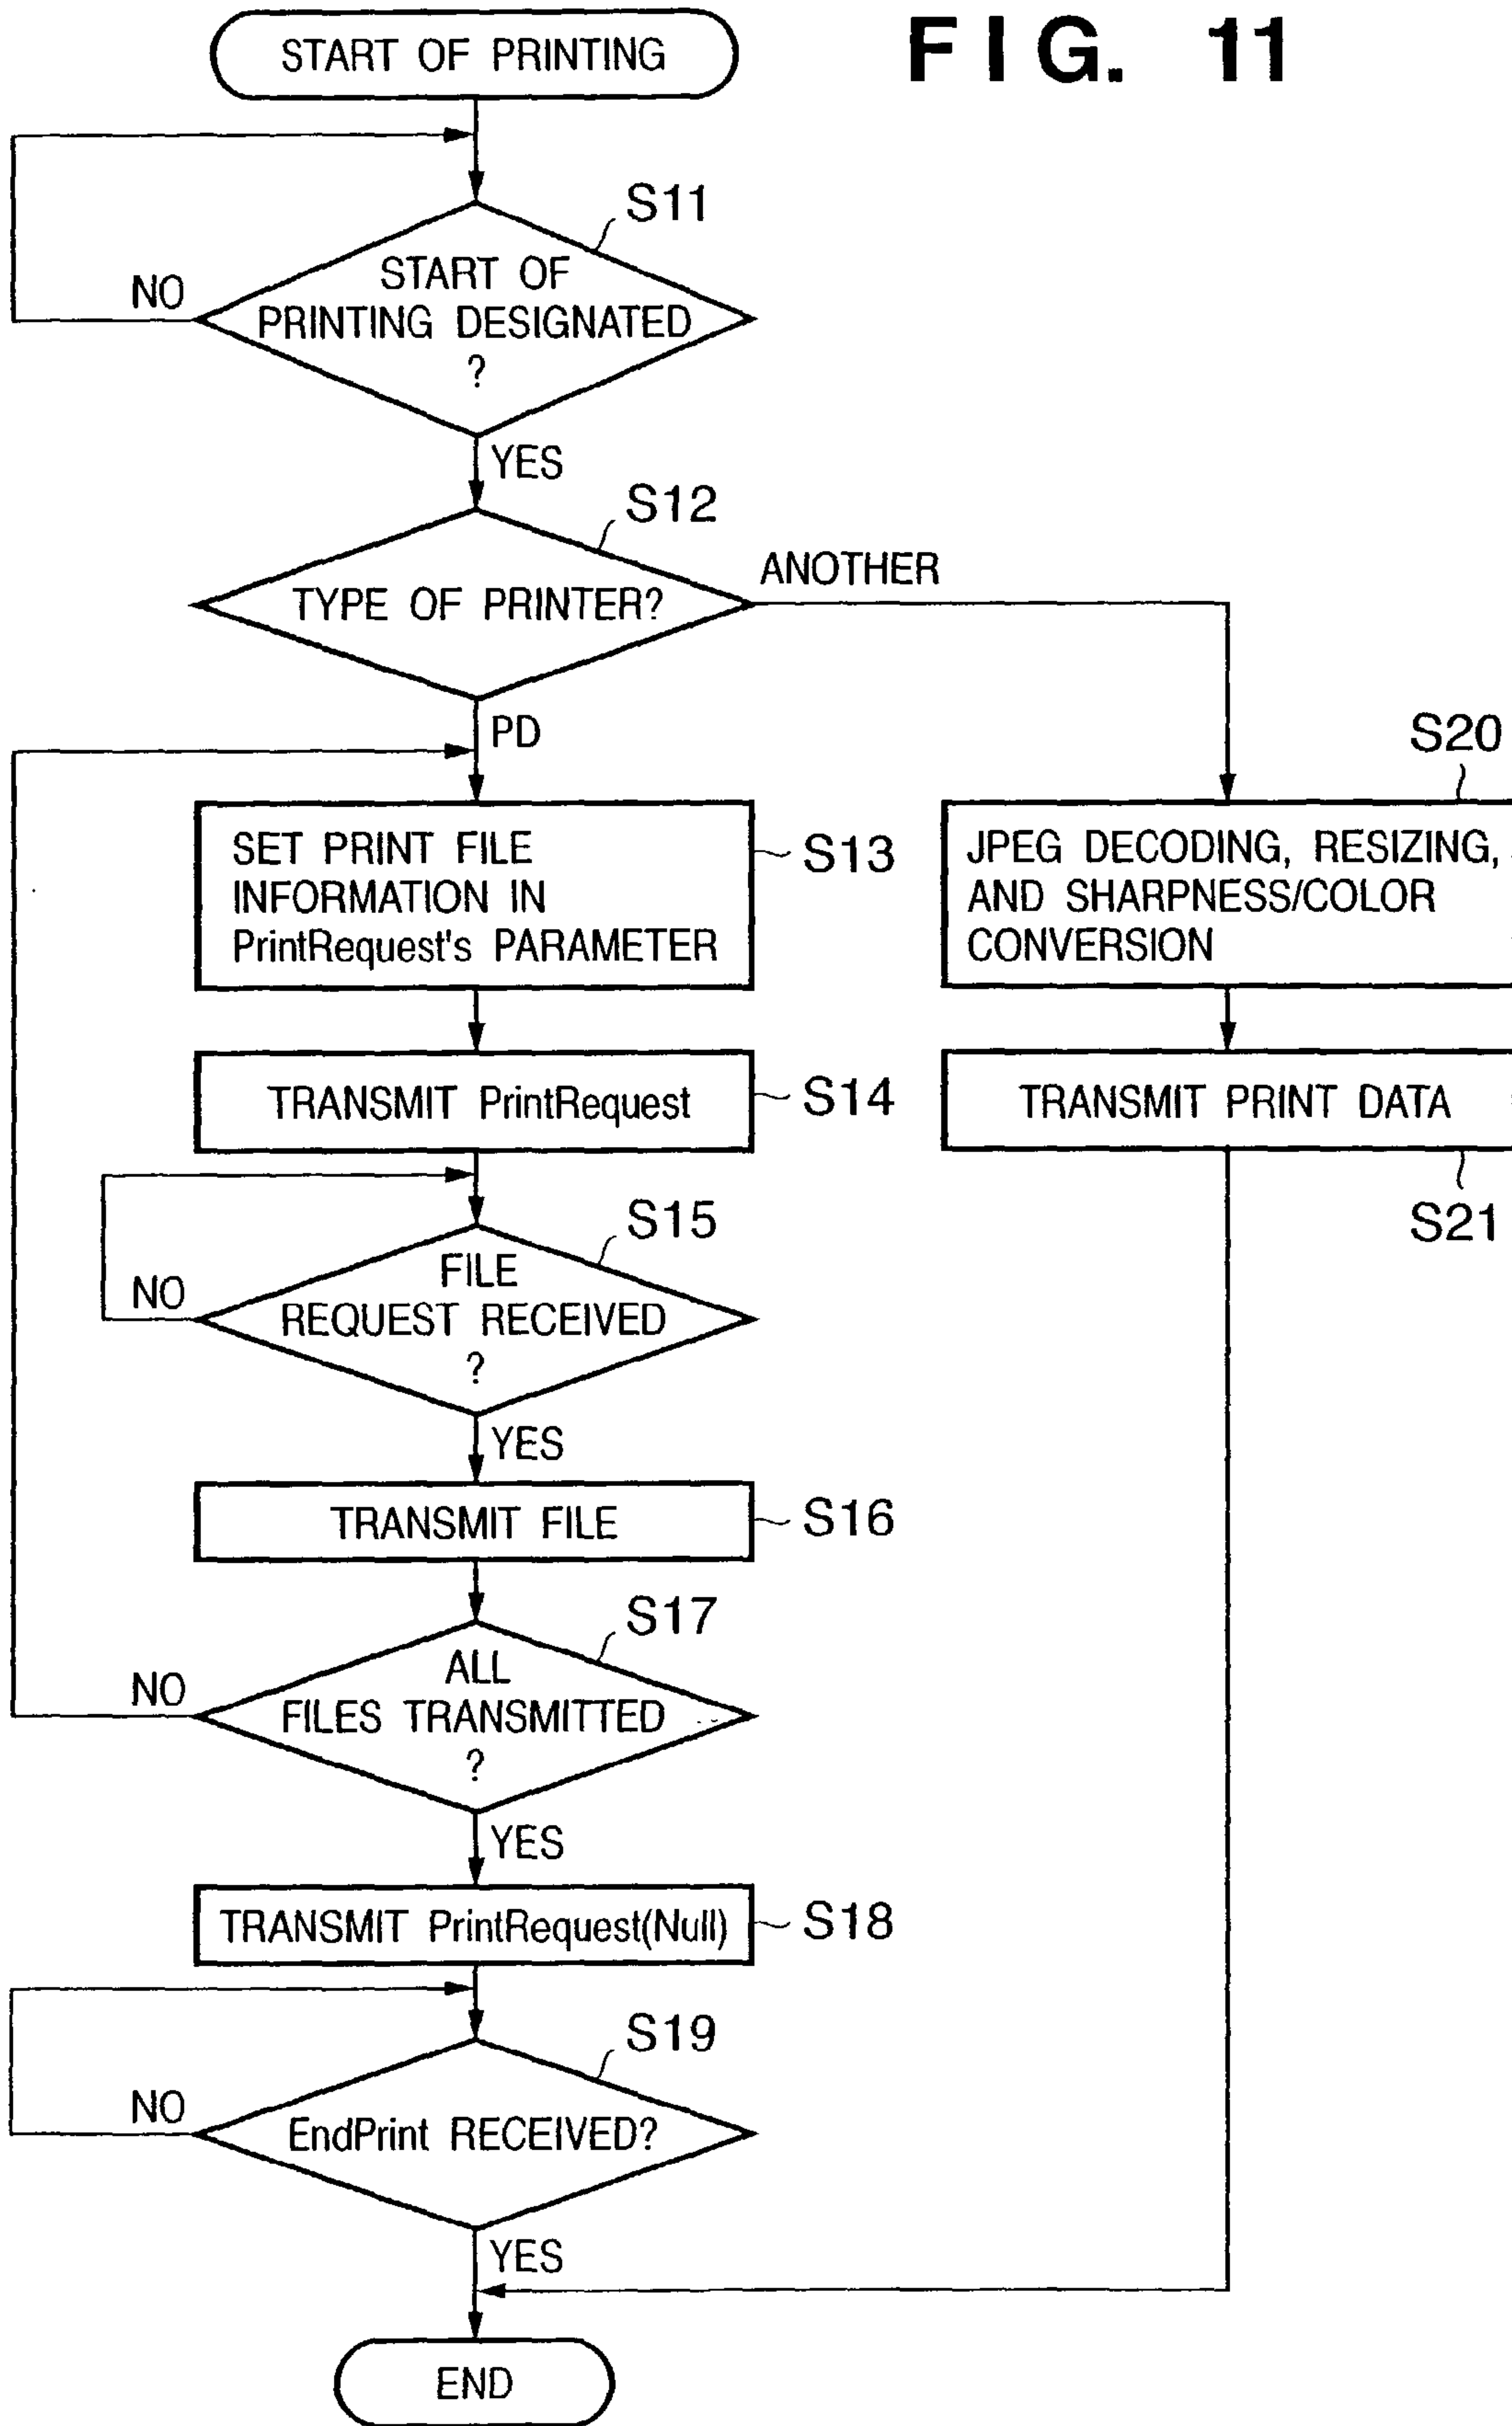 FIG. 11
START OF PRINTING
S11
START OF
PRINTING DESIGNATED
?
NO
YES
S12
TYPE OF PRINTER?
ANOTHER
PD
S13
SET PRINT FILE
INFORMATION IN
PrintRequest's PARAMETER
S20
JPEG DECODING, RESIZING,
AND SHARPNESS/COLOR
CONVERSION
TRANSMIT PrintRequest
S14
TRANSMIT PRINT DATA
S21
S15
FILE
REQUEST RECEIVED
?
NO
YES
TRANSMIT FILE
S16
S17
ALL
FILES TRANSMITTED
?
NO
YES
TRANSMIT PrintRequest(Null)
S18
S19
EndPrint RECEIVED?
NO
YES
END